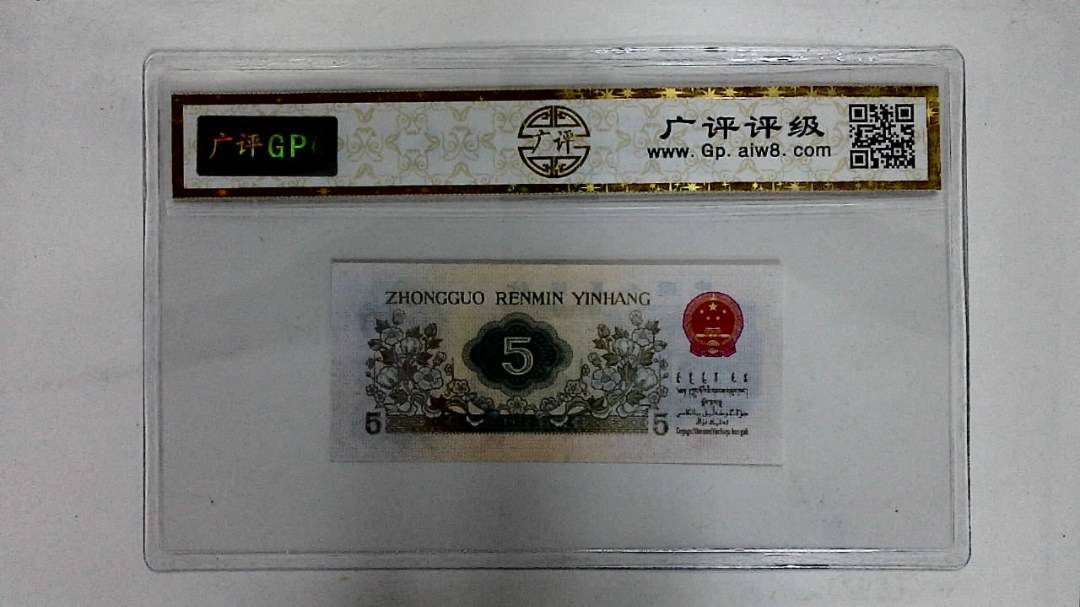 广评GP
广评
广评评级
www. Gp. aiw8. com
ZHONGGUO RENMIN YINHANG
5
5
5